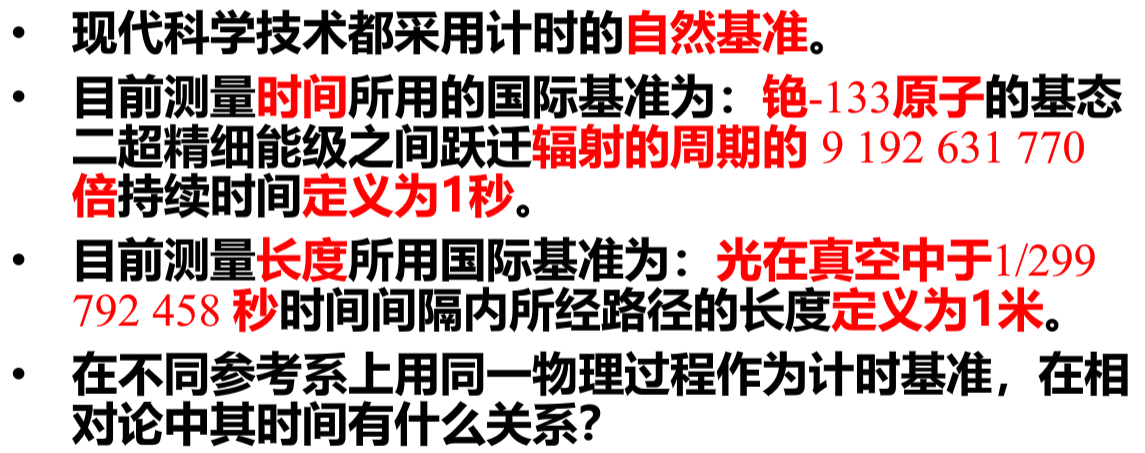 • 现代科学技术都采用计时的自然基准。
• 目前测量时间所用的国际基准为：铯-133原子的基态
二超精细能级之间跃迁辐射的周期的 9 192 631 770
倍持续时间定义为1秒。
• 目前测量长度所用国际基准为：光在真空中于1/299
792 458 秒时间间隔内所经路径的长度定义为1米。
• 在不同参考系上用同一物理过程作为计时基准，在相
对论中其时间有什么关系？